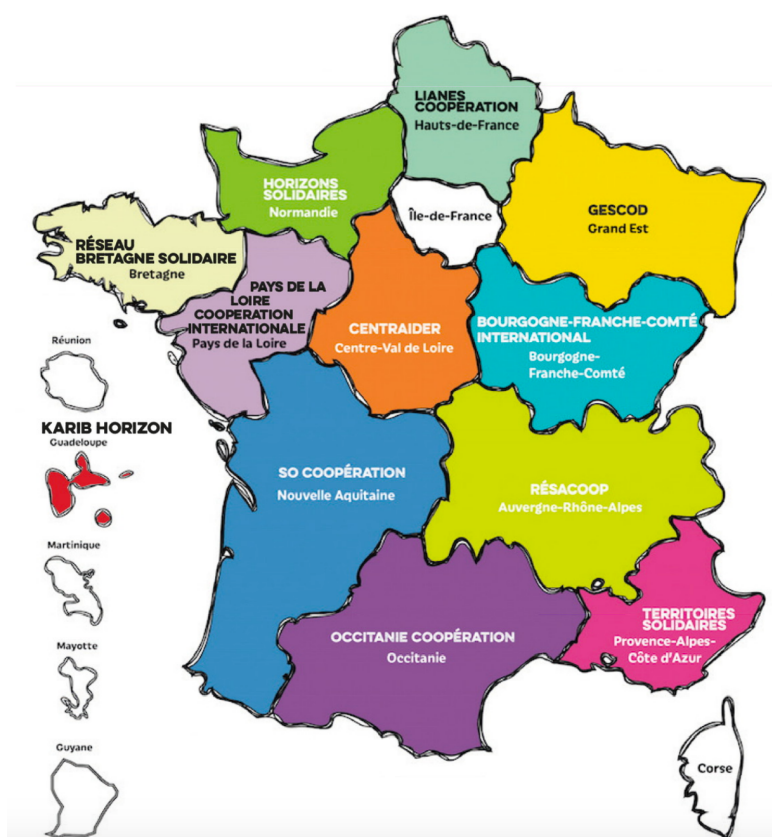 LIANES
COOPÉRATION
Hauts-de-France
HORIZONS
SOLIDAIRES
Normandie
Île-de-France
GESCOD
Grand Est
RÉSEAU
BRETAGNE SOLIDAIRE
Bretagne
PAYS DE LA
LOIRE
COOPERATION
INTERNATIONALE
Pays de la Loire
CENTRAIDER
Centre-Val de Loire
BOURGOGNE-FRANCHE-COMTÉ
INTERNATIONAL
Bourgogne-
Franche-Comté
Réunion
KARIB HORIZON
Guadeloupe
SO COOPÉRATION
Nouvelle Aquitaine
RÉSACOOP
Auvergne-Rhône-Alpes
Martinique
OCCITANIE COOPÉRATION
Occitanie
TERRITOIRES
SOLIDAIRES
Provence-Alpes-
Côte d'Azur
Mayotte
Guyane
Corse